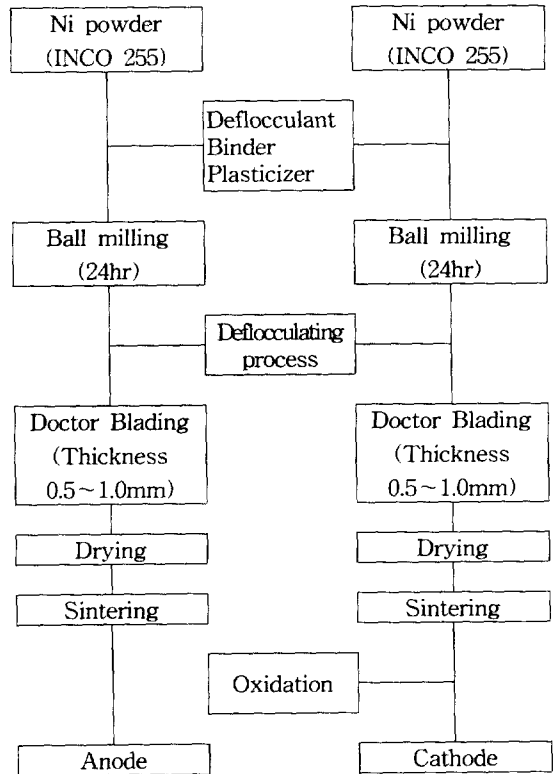 Ni powder
(INCO 255)
Ni powder
(INCO 255)
Deflocculant
Binder
Plasticizer
Ball milling
(24hr)
Ball milling
(24hr)
Deflocculating
process
Doctor Blading
(Thickness
0.5~1.0mm)
Doctor Blading
(Thickness
0.5~1.0mm)
Drying
Drying
Sintering
Sintering
Oxidation
Anode
Cathode